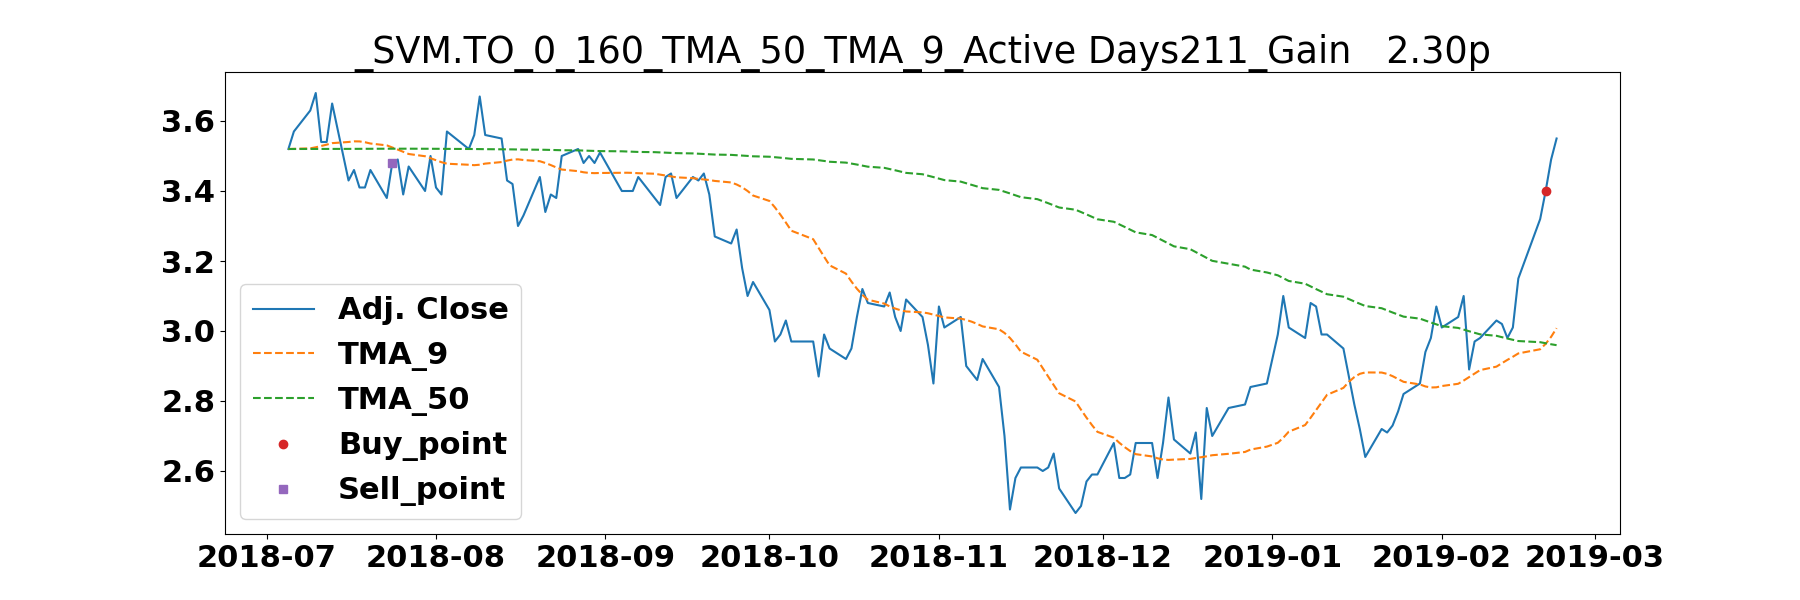 _SVM.TO_0_160_TMA_50_TMA_9_Active Days211_Gain   2.30p
3.6
3.4
3.2
3.0
2.8
2.6
Adj. Close
TMA_9
TMA_50
Buy_point
Sell_point
2018-07 2018-08 2018-09 2018-10 2018-11 2018-12 2019-01 2019-02 2019-03